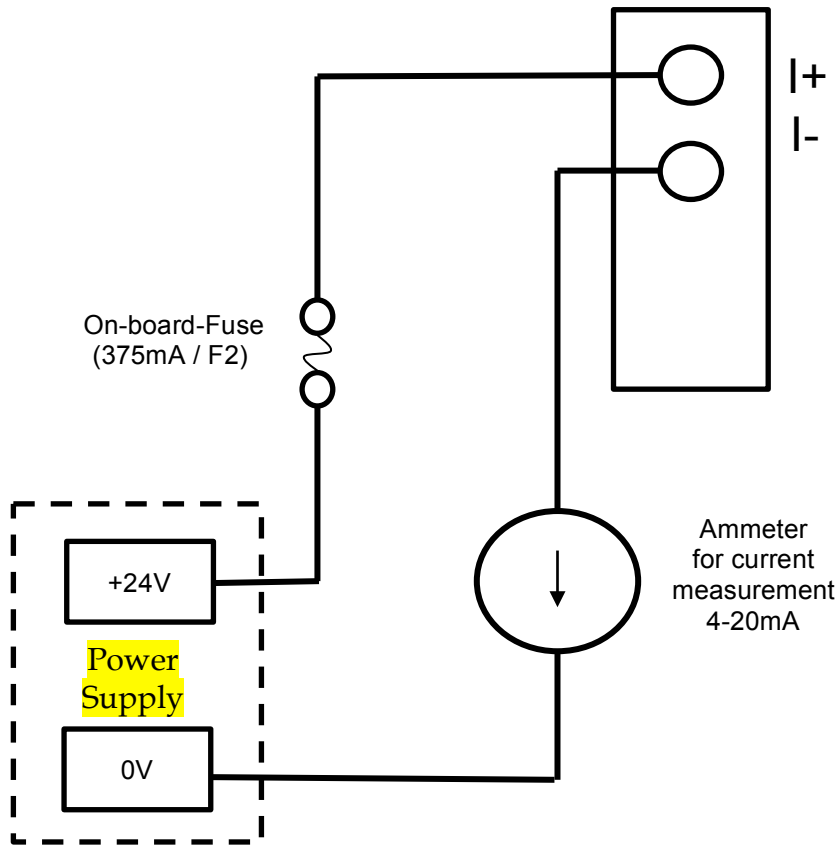 I+
I-
On-board-Fuse
(375mA / F2)
+24V
Power
Supply
0V
Ammeter
for current
measurement
4-20mA